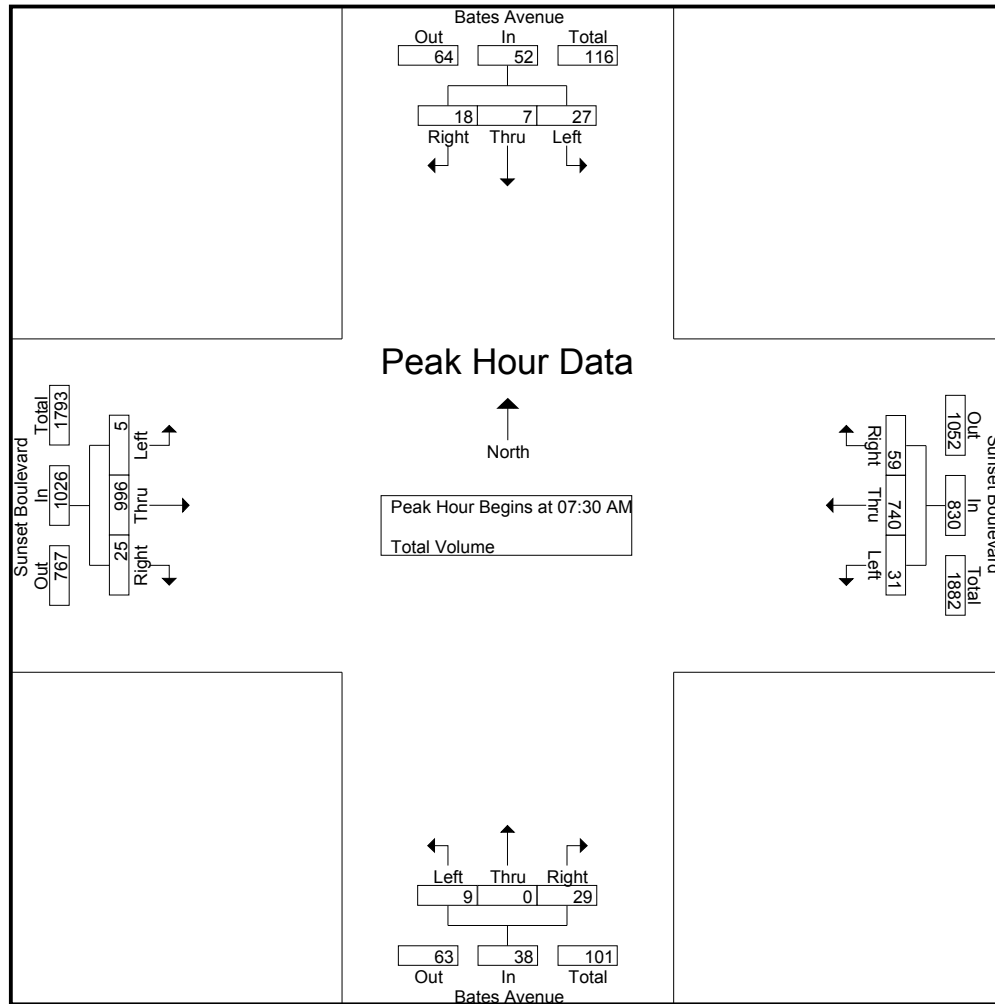 Bates Avenue
Out In Total
64 52 116
18 7 27
Right Thru Left
Peak Hour Data
North
Peak Hour Begins at 07:30 AM
Total Volume
Sunset Boulevard
Total In Out
1793 1026 767
5 996 25
Left Thru Right
Sunset Boulevard
Out In Total
1052 830 1882
59 740 31
Right Thru Left
Left Thru Right
9 0 29
63 38 101
Out In Total
Bates Avenue